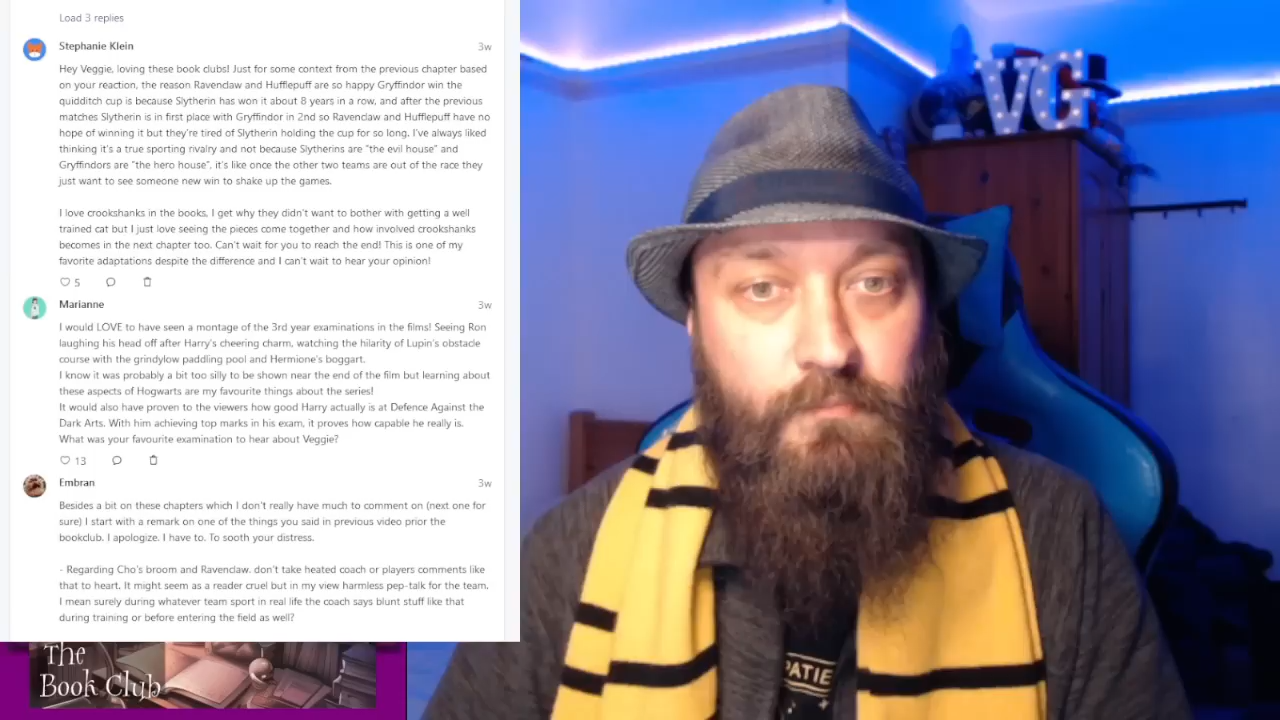 Load 3 replies
Stephanie Klein
3w
Hey Veggie, loving these book clubs! Just for some context from the previous chapter based
on your reaction, the reason Ravenclaw and Hufflepuff are so happy Gryffindor win the
quidditch cup is because Slytherin has won it about 8 years in a row, and after the previous
matches Slytherin is in first place with Gryffindor in 2nd so Ravenclaw and Hufflepuff have no
hope of winning it but they're tired of Slytherin holding the cup for so long. I've always liked
thinking it's a true sporting rivalry and not because Slytherins are "the evil house" and
Gryffindors are "the hero house", it's like once the other two teams are out of the race they
just want to see someone new win to shake up the games.
I love crookshanks in the books, I get why they didn't want to bother with getting a well
trained cat but I just love seeing the pieces come together and how involved crookshanks
becomes in the next chapter too. Can't wait for you to reach the end! This is one of my
favorite adaptations despite the difference and I can't wait to hear your opinion!
5
Marianne
3w
I would LOVE to have seen a montage of the 3rd year examinations in the films! Seeing Ron
laughing his head off after Harry's cheering charm, watching the hilarity of Lupin's obstacle
course with the grindylow paddling pool and Hermione's boggart.
I know it was probably a bit too silly to be shown near the end of the film but learning about
these aspects of Hogwarts are my favourite things about the series!
It would also have proven to the viewers how good Harry actually is at Defence Against the
Dark Arts. With him achieving top marks in his exam, it proves how capable he really is.
What was your favourite examination to hear about Veggie?
13
Embran
3w
Besides a bit on these chapters which I don't really have much to comment on (next one for
sure) I start with a remark on one of the things you said in previous video prior the
bookclub. I apologize. I have to. To sooth your distress.
- Regarding Cho's broom and Ravenclaw. don't take heated coach or players comments like
that to heart. It might seem as a reader cruel but in my view harmless pep-talk for the team.
I mean surely during whatever team sport in real life the coach says blunt stuff like that
during training or before entering the field as well?
The
Book Club
VG
PATIE